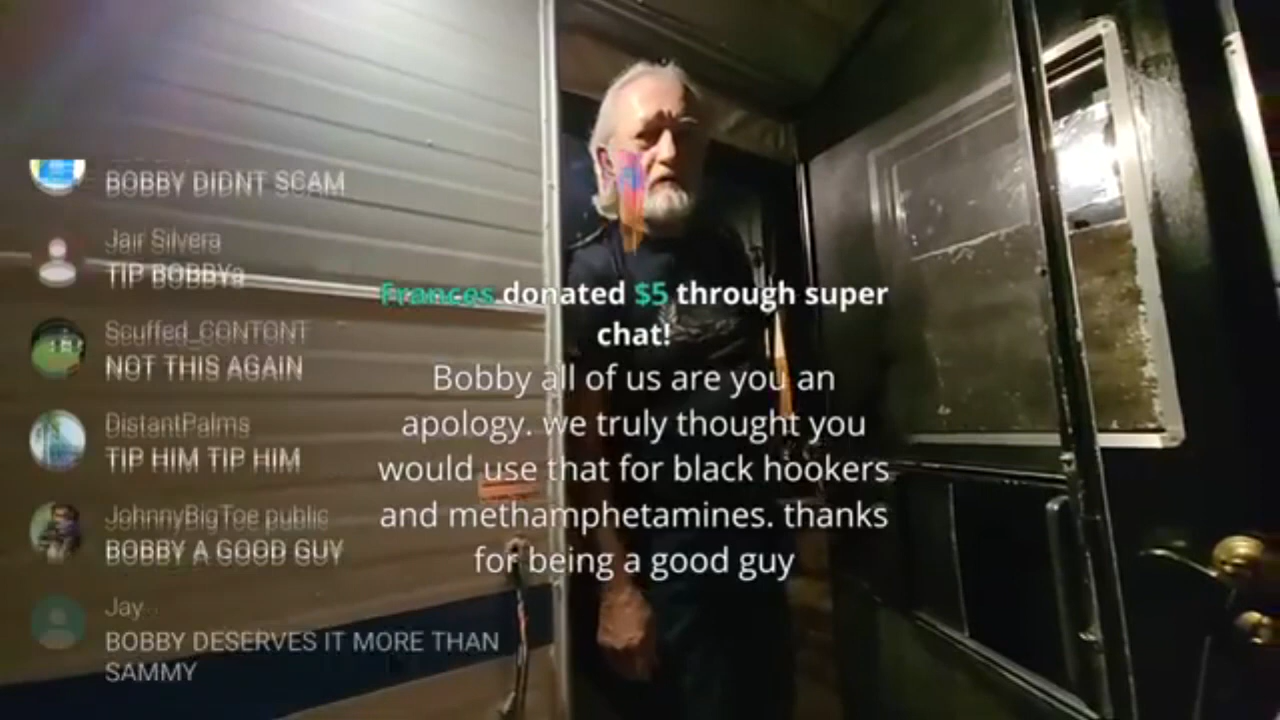 BOBBY DIDNT SCAM
Jair Silvera
TIP BOBBYa
Scuffed_CONTONT
NOT THIS AGAIN
DistantPalms
TIP HIM TIP HIM
JohnnyBigToe public
BOBBY A GOOD GUY
Jay
BOBBY DESERVES IT MORE THAN
SAMMY
Frances donated $5 through super
chat!
Bobby all of us are you an
apology. we truly thought you
would use that for black hookers
and methamphetamines. thanks
for being a good guy